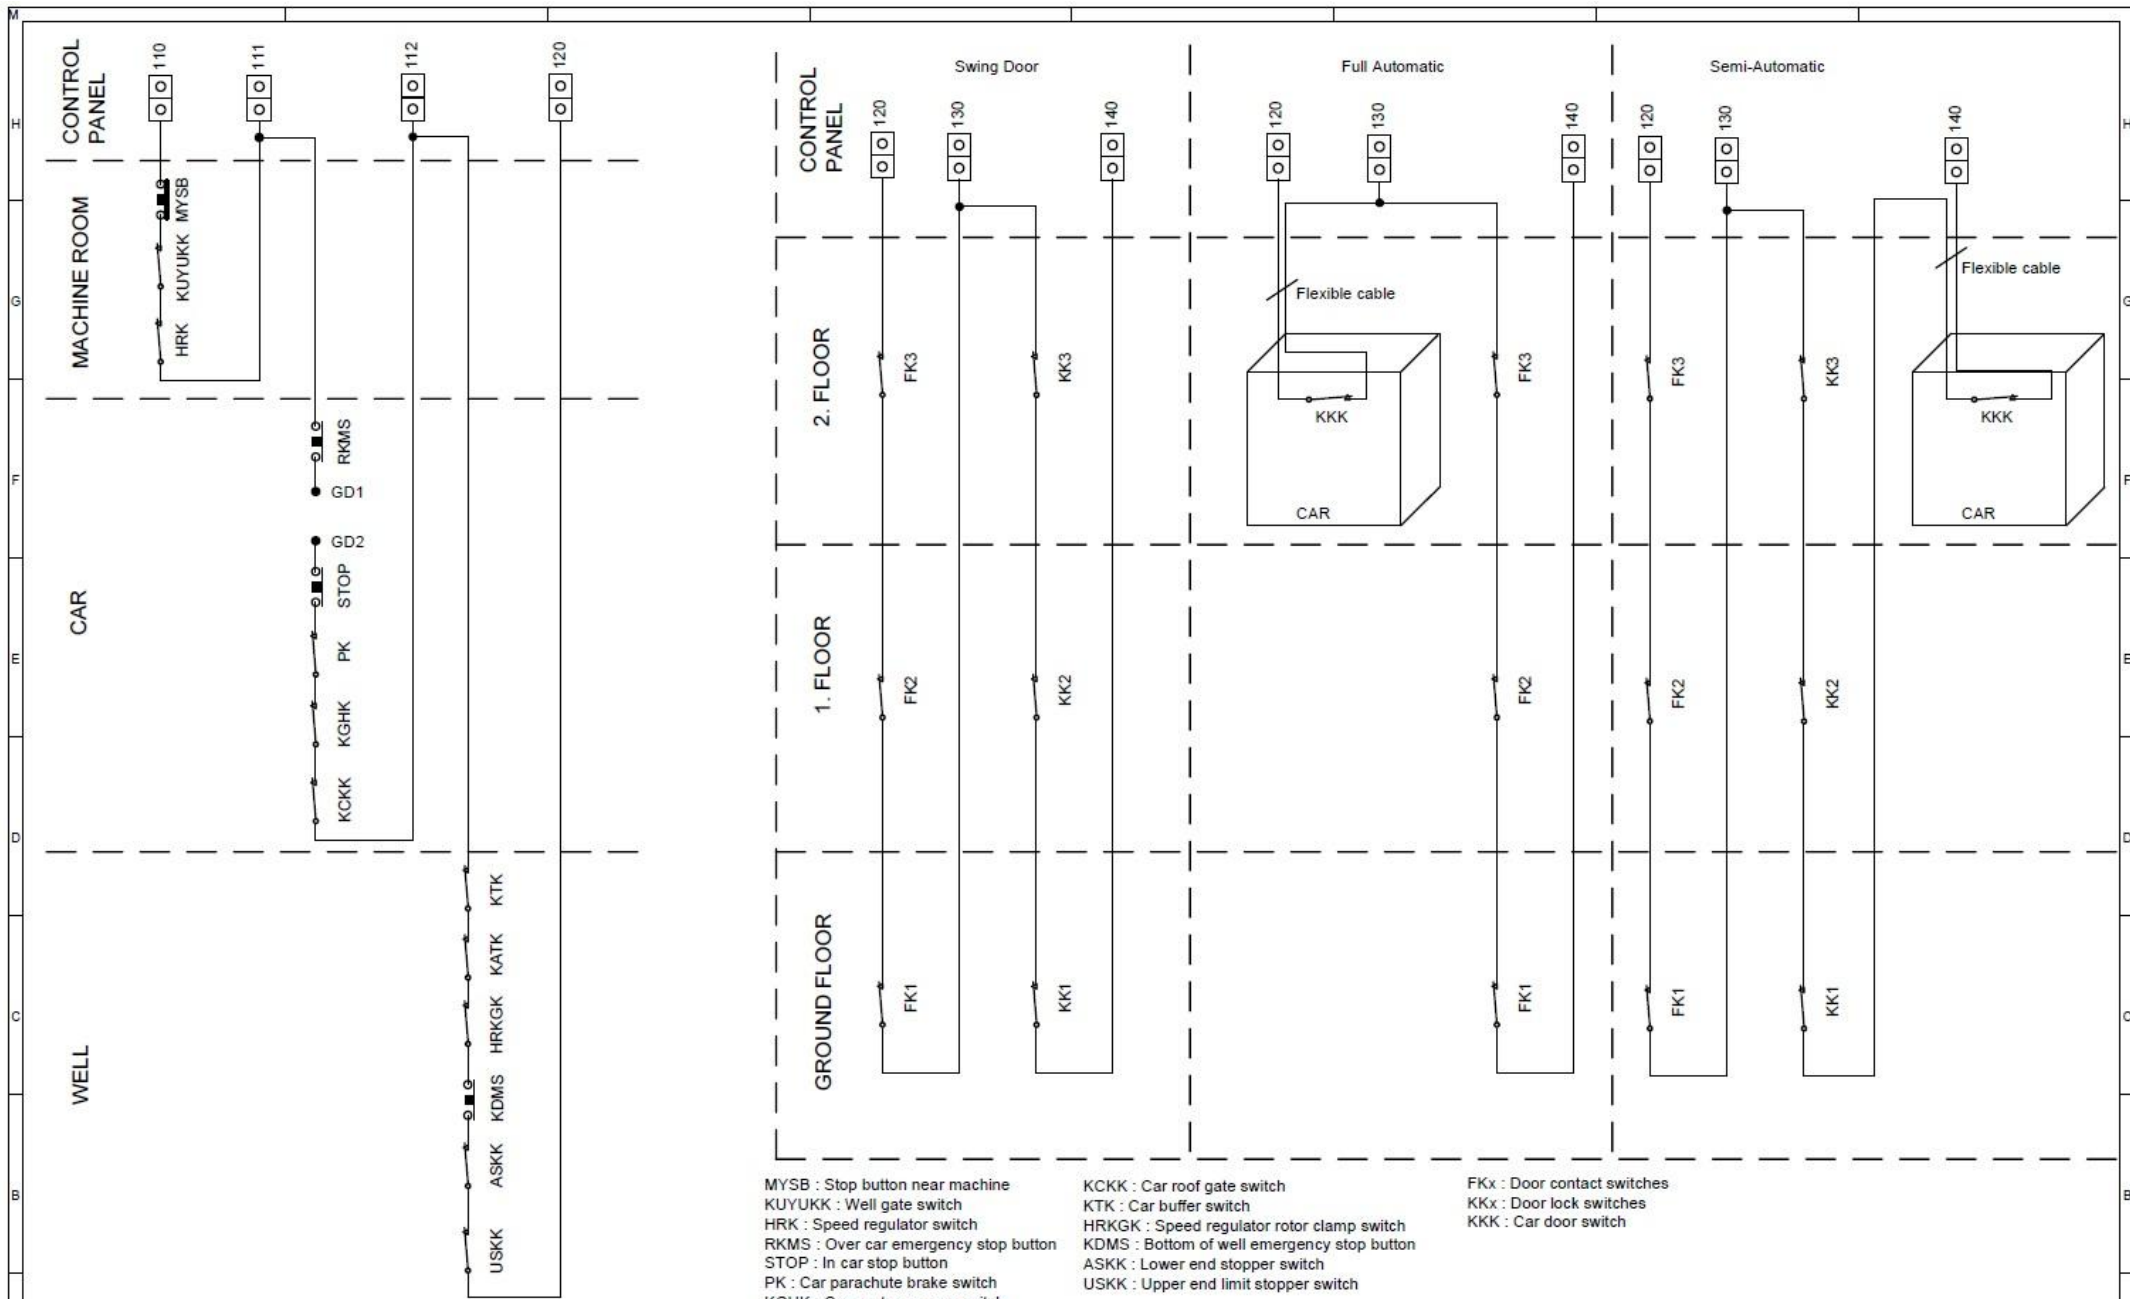 M
H
G
F
E
D
C
B
H
G
F
E
D
C
B
CONTROL
PANEL
110
111
112
120
MACHINE ROOM
MYSB
KUYUKK
HRK
CAR
RKMS
GD1
GD2
STOP
PK
KGHK
KCKK
WELL
KTK
KATK
HRKGK
KDMS
ASKK
USKK
CONTROL
PANEL
2. FLOOR
1. FLOOR
GROUND FLOOR
Swing Door
120
130
140
FK3
KK3
FK2
KK2
FK1
KK1
Full Automatic
120
130
140
Flexible cable
KKK
CAR
FK3
FK2
FK1
Semi-Automatic
120
130
140
Flexible cable
FK3
KK3
KKK
CAR
FK2
KK2
FK1
KK1
MYSB : Stop button near machine
KUYUKK : Well gate switch
HRK : Speed regulator switch
RKMS : Over car emergency stop button
STOP : In car stop button
PK : Car parachute brake switch
KCKK : Car roof gate switch
KTK : Car buffer switch
HRKGK : Speed regulator rotor clamp switch
KDMS : Bottom of well emergency stop button
ASKK : Lower end stopper switch
USKK : Upper end limit stopper switch
FKx : Door contact switches
KKx : Door lock switches
KKK : Car door switch